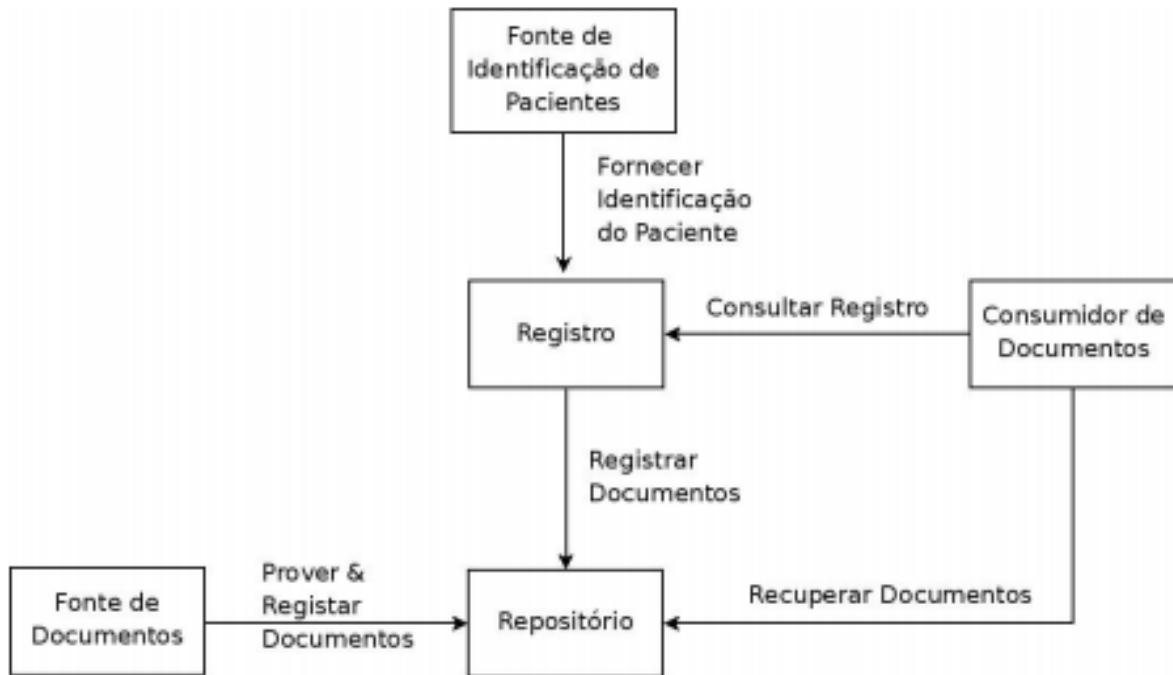 Fonte de
Identificação de
Pacientes
Fornecer
Identificação
do Paciente
Registro
Consultar Registro
Consumidor de
Documentos
Registrar
Documentos
Fonte de
Documentos
Prover &
Registar
Documentos
Repositório
Recuperar Documentos